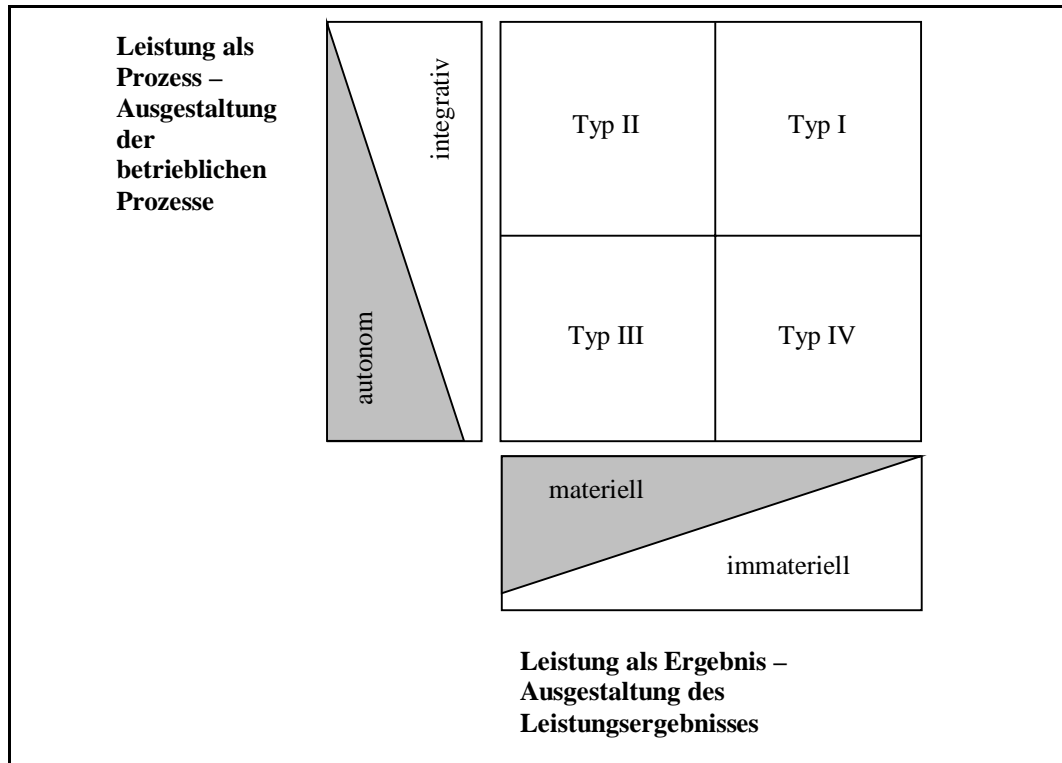 Leistung als
Prozess –
Ausgestaltung
der
betrieblichen
Prozesse
integrativ
autonom
Typ II
Typ I
Typ III
Typ IV
materiell
immateriell
Leistung als Ergebnis –
Ausgestaltung des
Leistungsergebnisses